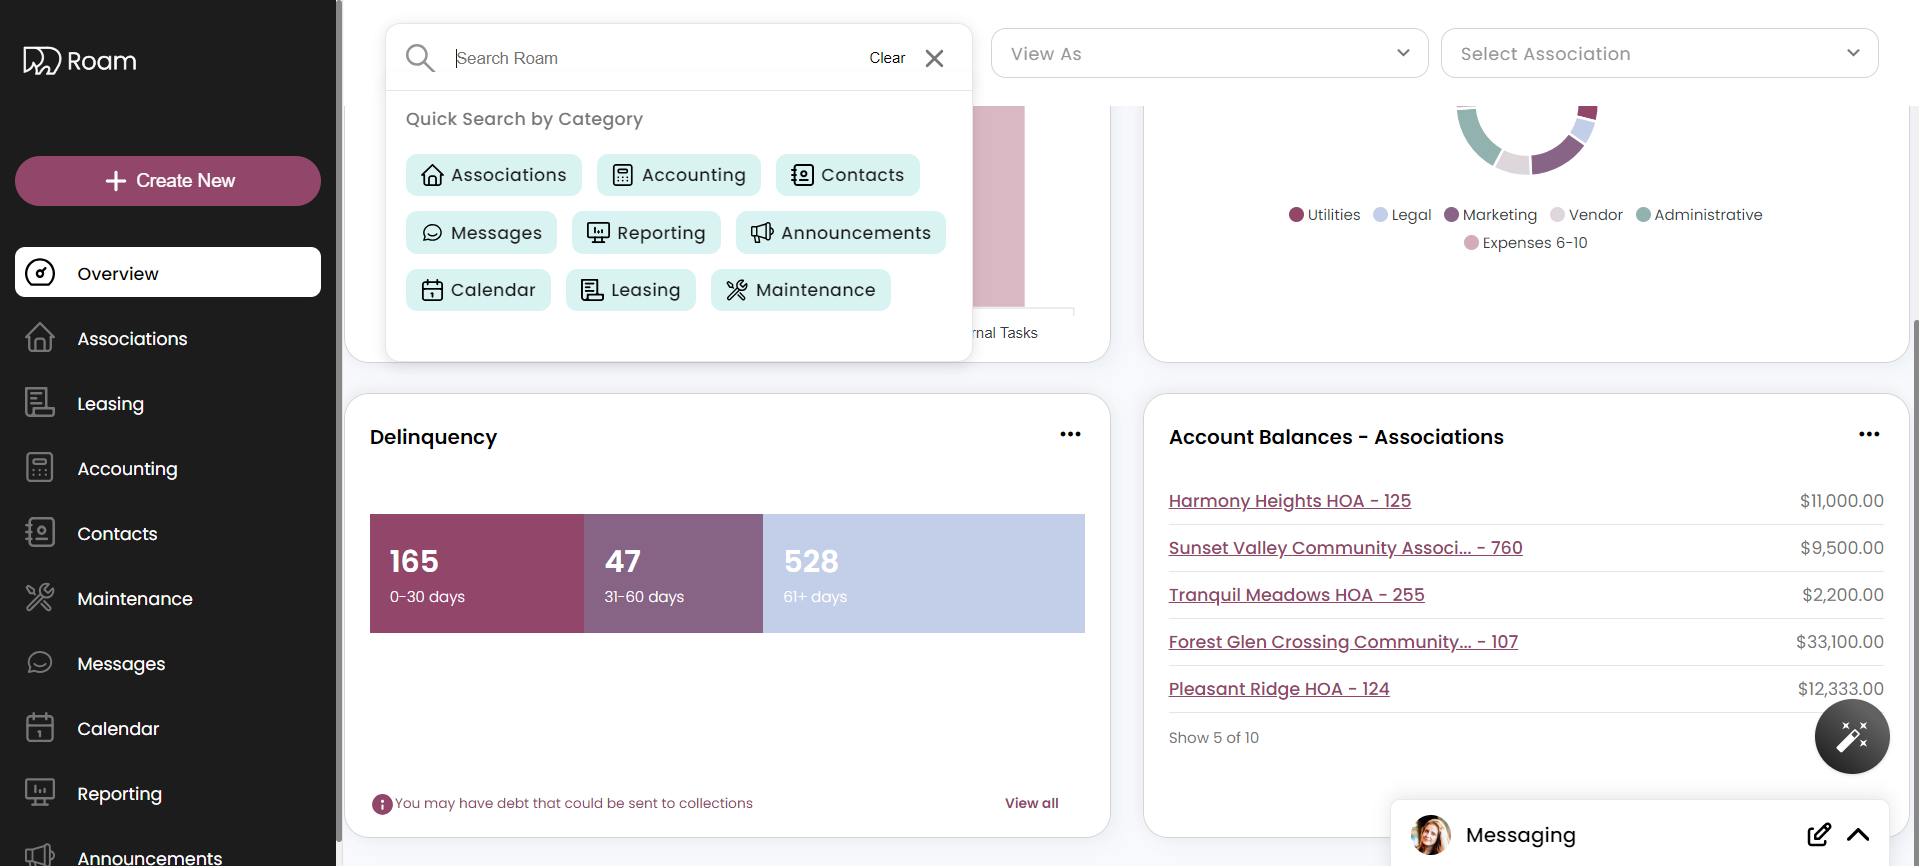 Roam
Create New
Overview
Associations
Leasing
Accounting
Contacts
Maintenance
Messages
Calendar
Reporting
Announcements
Search Roam
Clear
View As
Select Association
Quick Search by Category
Associations
Accounting
Contacts
Messages
Reporting
Announcements
Calendar
Leasing
Maintenance
rnal Tasks
Utilities
Legal
Marketing
Vendor
Administrative
Expenses 6-10
Delinquency
165
0-30 days
47
31-60 days
528
61+ days
You may have debt that could be sent to collections
View all
Account Balances - Associations
Harmony Heights HOA - 125 $11,000.00
Sunset Valley Community Associ... - 760 $9,500.00
Tranquil Meadows HOA - 255 $2,200.00
Forest Glen Crossing Community... - 107 $33,100.00
Pleasant Ridge HOA - 124 $12,333.00
Show 5 of 10
Messaging